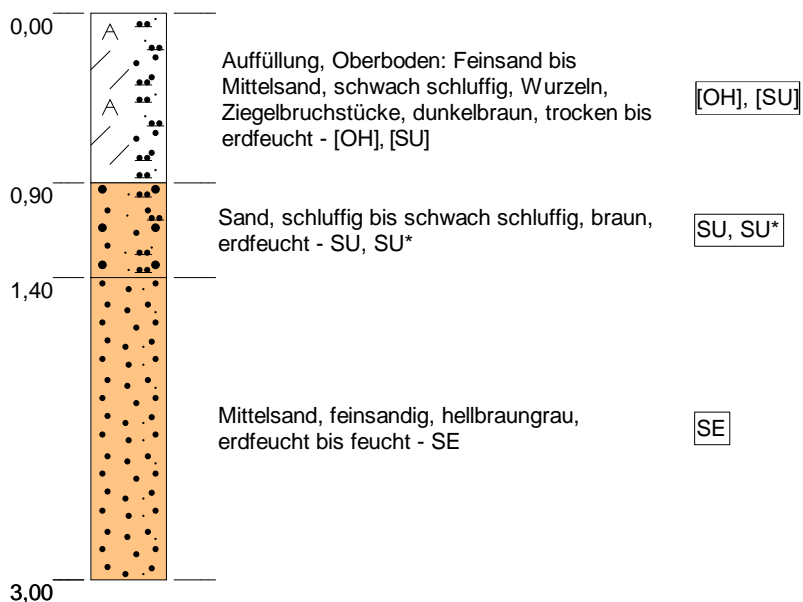 0,00
Auffüllung, Oberboden: Feinsand bis
Mittelsand, schwach schluffig, Wurzeln,
Ziegelbruchstücke, dunkelbraun, trocken bis
erdfeucht - [OH], [SU]
[OH], [SU]
A
A
0,90
Sand, schluffig bis schwach schluffig, braun,
erdfeucht - SU, SU*
SU, SU*
1,40
Mittelsand, feinsandig, hellbraungrau,
erdfeucht bis feucht - SE
SE
3,00